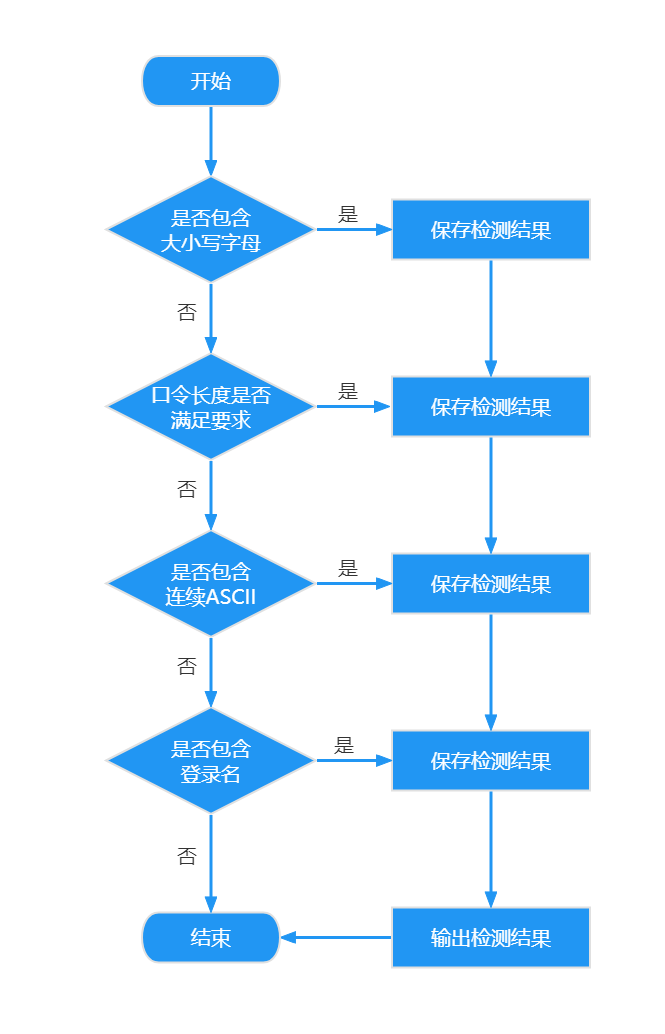 开始
是否包含
大小写字母
是
保存检测结果
否
口令长度是否
满足要求
是
保存检测结果
否
是否包含
连续ASCII
是
保存检测结果
否
是否包含
登录名
是
保存检测结果
否
结束
输出检测结果